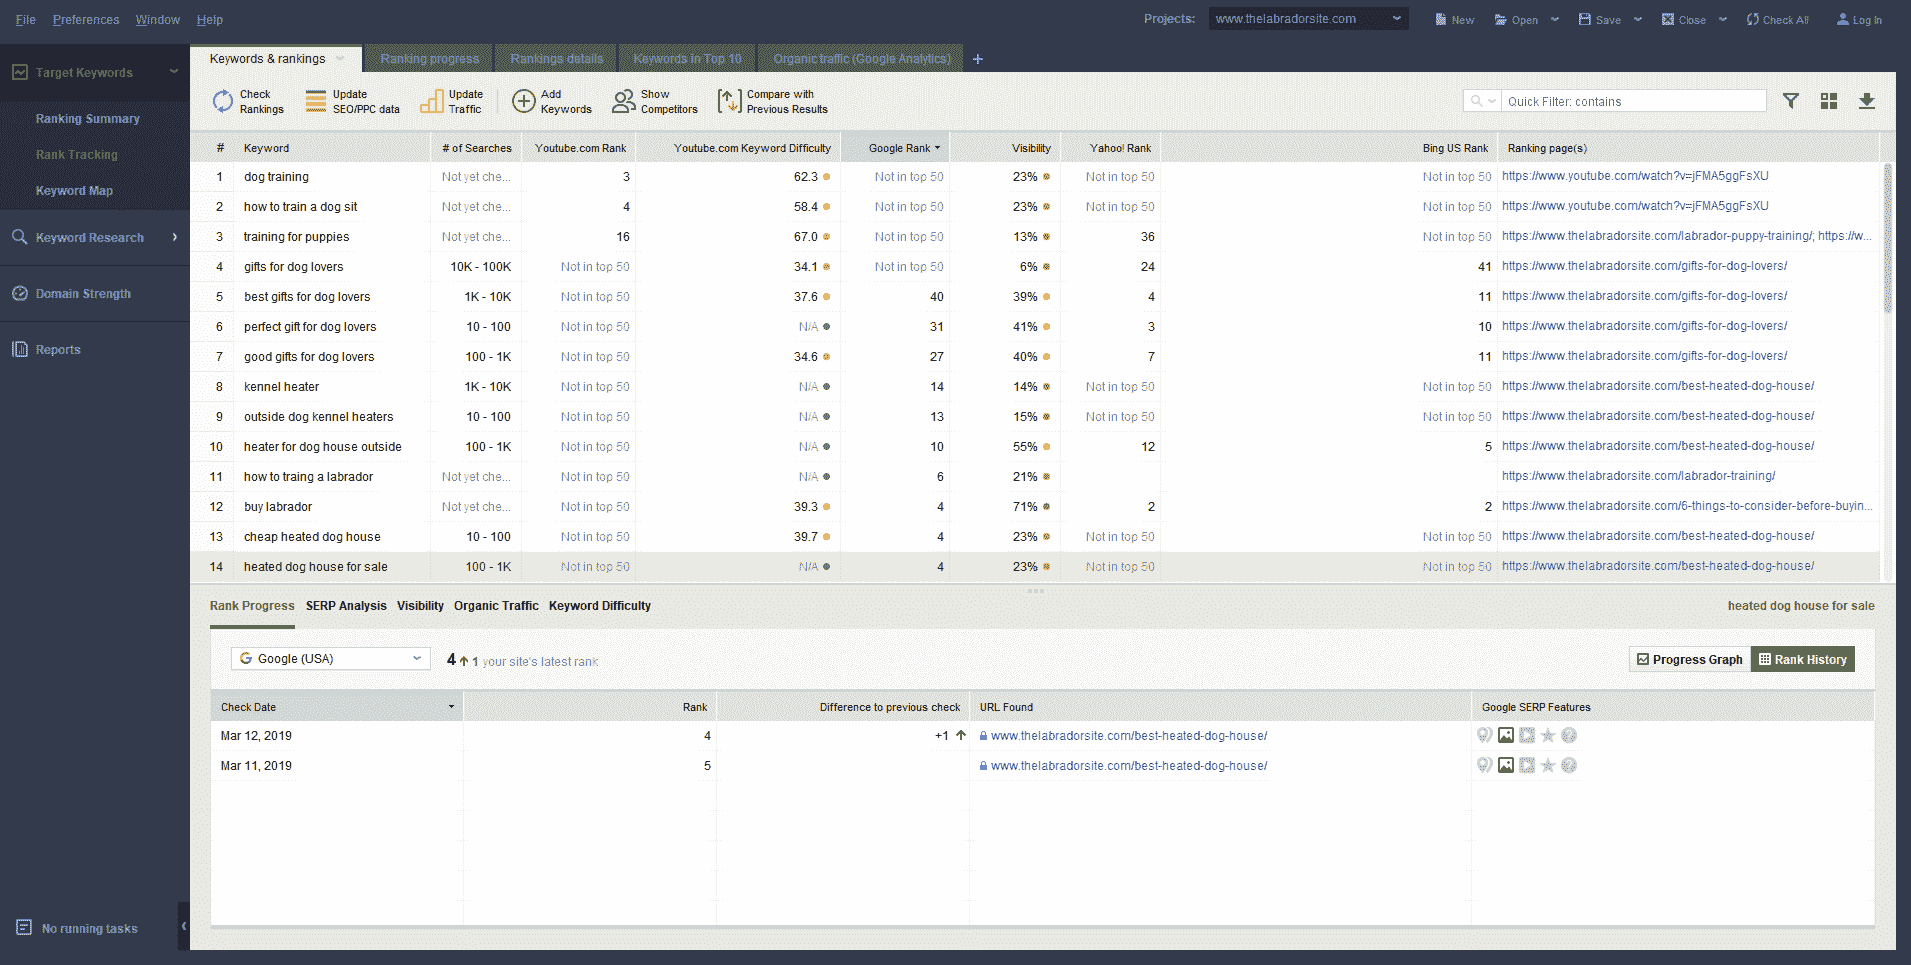 File Preferences Window Help
Projects: www.thelabradorsite.com New Open Save Close Check All Log In
Target Keywords
Ranking Summary
Rank Tracking
Keyword Map
Keyword Research
Domain Strength
Reports
No running tasks
Keywords & rankings Ranking progress Rankings details Keywords in Top 10 Organic traffic (Google Analytics) +
Check Rankings
Update SEO/PPC data
Update Traffic
Add Keywords
Show Competitors
Compare with Previous Results
Quick Filter: contains
# Keyword # of Searches Youtube.com Rank Youtube.com Keyword Difficulty Google Rank Visibility Yahoo! Rank Bing US Rank Ranking page(s)
1 dog training Not yet che... 3 62.3 Not in top 50 23% Not in top 50 Not in top 50 https://www.youtube.com/watch?v=jFMA5ggFsXU
2 how to train a dog sit Not yet che... 4 58.4 Not in top 50 23% Not in top 50 Not in top 50 https://www.youtube.com/watch?v=jFMA5ggFsXU
3 training for puppies Not yet che... 16 67.0 Not in top 50 13% 36 Not in top 50 https://www.thelabradorsite.com/labrador-puppy-training/; https://w...
4 gifts for dog lovers 10K - 100K Not in top 50 34.1 Not in top 50 6% 24 41 https://www.thelabradorsite.com/gifts-for-dog-lovers/
5 best gifts for dog lovers 1K - 10K Not in top 50 37.6 40 39% 4 11 https://www.thelabradorsite.com/gifts-for-dog-lovers/
6 perfect gift for dog lovers 10 - 100 Not in top 50 N/A 31 41% 3 10 https://www.thelabradorsite.com/gifts-for-dog-lovers/
7 good gifts for dog lovers 100 - 1K Not in top 50 34.6 27 40% 7 11 https://www.thelabradorsite.com/gifts-for-dog-lovers/
8 kennel heater 1K - 10K Not in top 50 N/A 14 14% Not in top 50 Not in top 50 https://www.thelabradorsite.com/best-heated-dog-house/
9 outside dog kennel heaters 10 - 100 Not in top 50 N/A 13 15% Not in top 50 Not in top 50 https://www.thelabradorsite.com/best-heated-dog-house/
10 heater for dog house outside 100 - 1K Not in top 50 N/A 10 55% 12 5 https://www.thelabradorsite.com/best-heated-dog-house/
11 how to traing a labrador Not yet che... Not in top 50 N/A 6 21% https://www.thelabradorsite.com/labrador-training/
12 buy labrador Not yet che... Not in top 50 39.3 4 71% 2 2 https://www.thelabradorsite.com/6-things-to-consider-before-buyin...
13 cheap heated dog house 10 - 100 Not in top 50 39.7 4 23% Not in top 50 Not in top 50 https://www.thelabradorsite.com/best-heated-dog-house/
14 heated dog house for sale 100 - 1K Not in top 50 N/A 4 23% Not in top 50 Not in top 50 https://www.thelabradorsite.com/best-heated-dog-house/
Rank Progress SERP Analysis Visibility Organic Traffic Keyword Difficulty heated dog house for sale
Google (USA) 4 1 your site's latest rank Progress Graph Rank History
Check Date Rank Difference to previous check URL Found Google SERP Features
Mar 12, 2019 4 +1 www.thelabradorsite.com/best-heated-dog-house/
Mar 11, 2019 5 www.thelabradorsite.com/best-heated-dog-house/